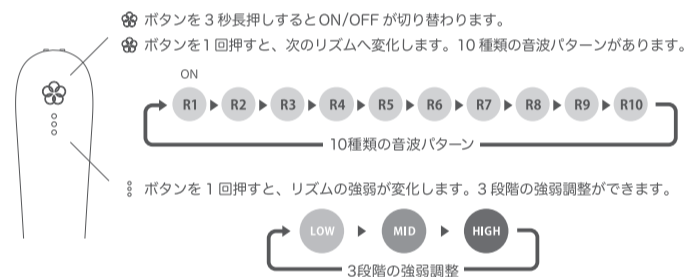 ボタンを3秒長押しするとON/OFFが切り替わります。
ボタンを1回押すと、次のリズムへ変化します。10種類の音波パターンがあります。
ON
R1 R2 R3 R4 R5 R6 R7 R8 R9 R10
10種類の音波パターン
ボタンを1回押すと、リズムの強弱が変化します。3段階の強弱調整ができます。
LOW MID HIGH
3段階の強弱調整